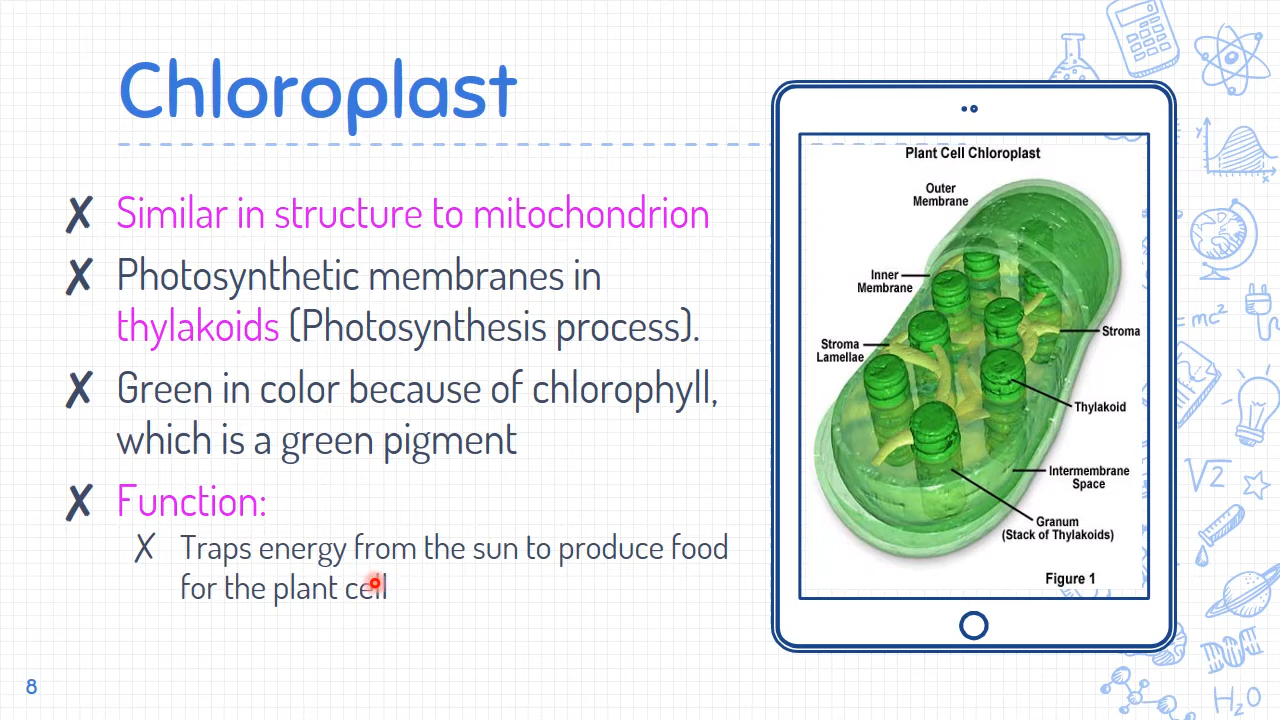 Chloroplast
✗ Similar in structure to mitochondrion
✗ Photosynthetic membranes in
thylakoids (Photosynthesis process).
✗ Green in color because of chlorophyll,
which is a green pigment
✗ Function:
✗ Traps energy from the sun to produce food
for the plant cell
8
Plant Cell Chloroplast
Outer
Membrane
Inner
Membrane
Stroma
Stroma
Lamellae
Thylakoid
Intermembrane
Space
Granum
(Stack of Thylakoids)
Figure 1
y
x
= mc²
√2
H₂O